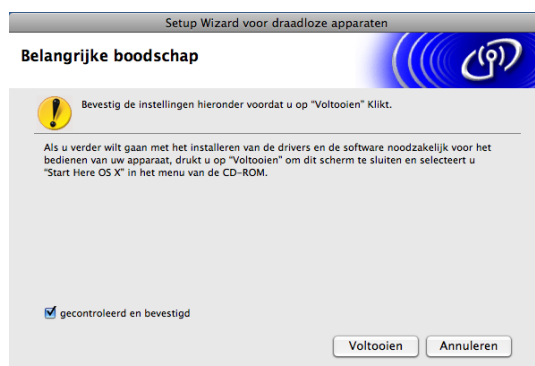 Setup Wizard voor draadloze apparaten
Belangrijke boodschap
Bevestig de instellingen hieronder voordat u op "Voltooien" Klikt.
Als u verder wilt gaan met het installeren van de drivers en de software noodzakelijk voor het
bedienen van uw apparaat, drukt u op "Voltooien" om dit scherm te sluiten en selecteert u
"Start Here OS X" in het menu van de CD-ROM.
gecontroleerd en bevestigd
Voltooien
Annuleren